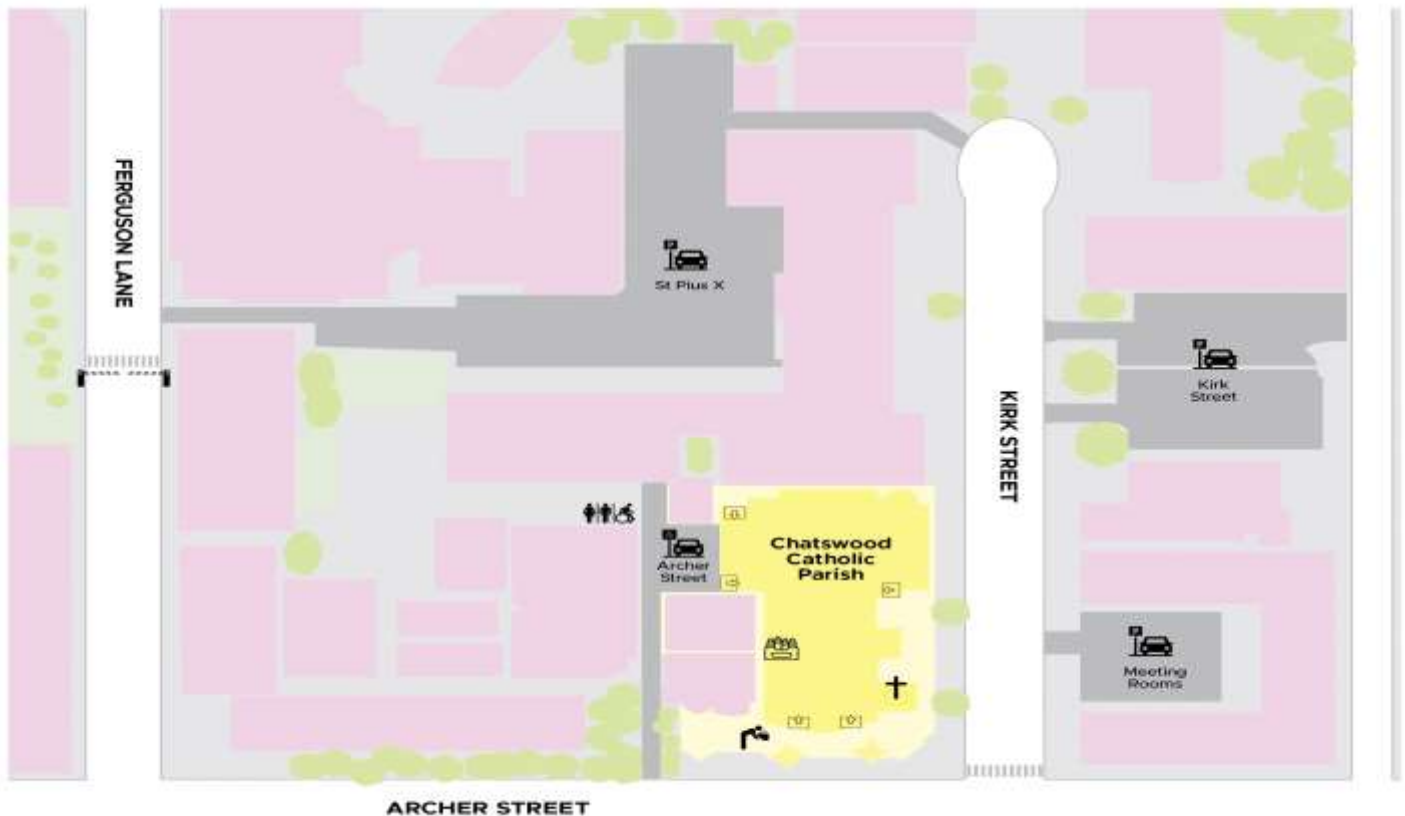 FERGUSON LANE
St Pius X
Kirk
Street
KIRK STREET
Chatswood
Catholic
Parish
Archer
Street
Meeting
Rooms
ARCHER STREET